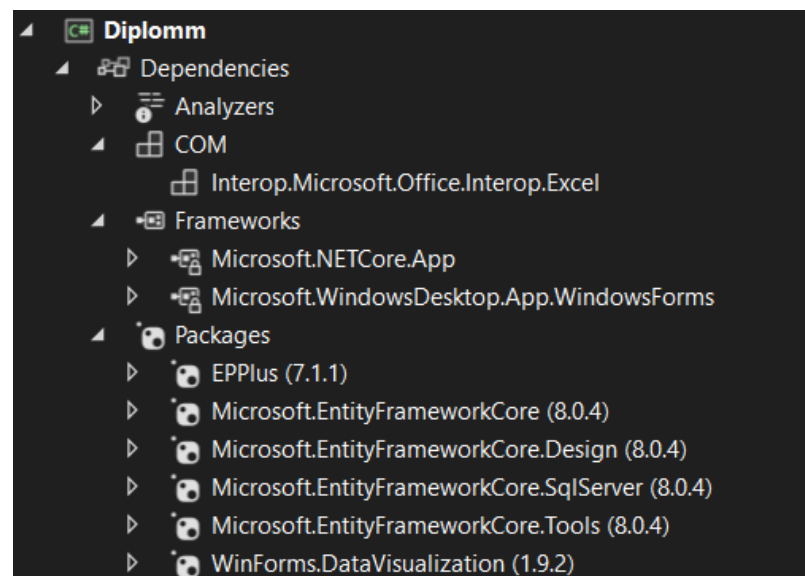 C# Diplomm
Dependencies
Analyzers
COM
Interop.Microsoft.Office.Interop.Excel
Frameworks
Microsoft.NETCore.App
Microsoft.WindowsDesktop.App.WindowsForms
Packages
EPPlus (7.1.1)
Microsoft.EntityFrameworkCore (8.0.4)
Microsoft.EntityFrameworkCore.Design (8.0.4)
Microsoft.EntityFrameworkCore.SqlServer (8.0.4)
Microsoft.EntityFrameworkCore.Tools (8.0.4)
WinForms.DataVisualization (1.9.2)